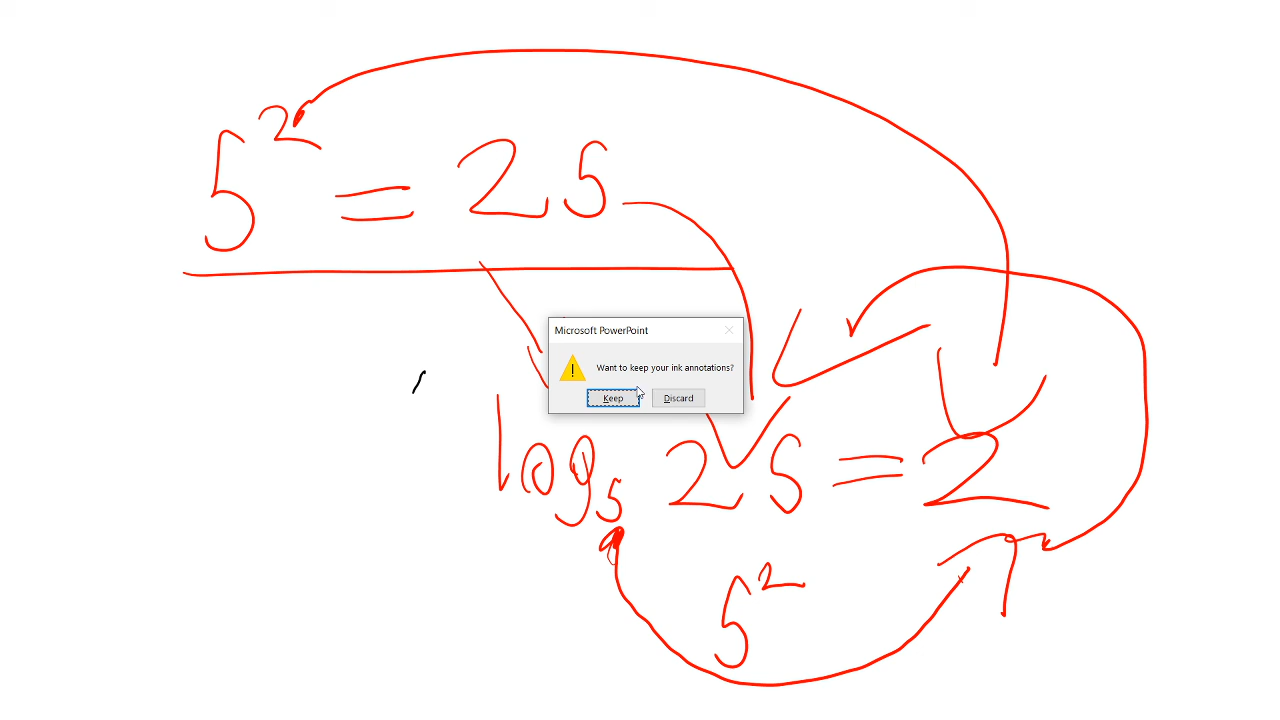 5² = 25
Microsoft PowerPoint
Want to keep your ink annotations?
Keep Discard
log₅ 25 = 2
5²